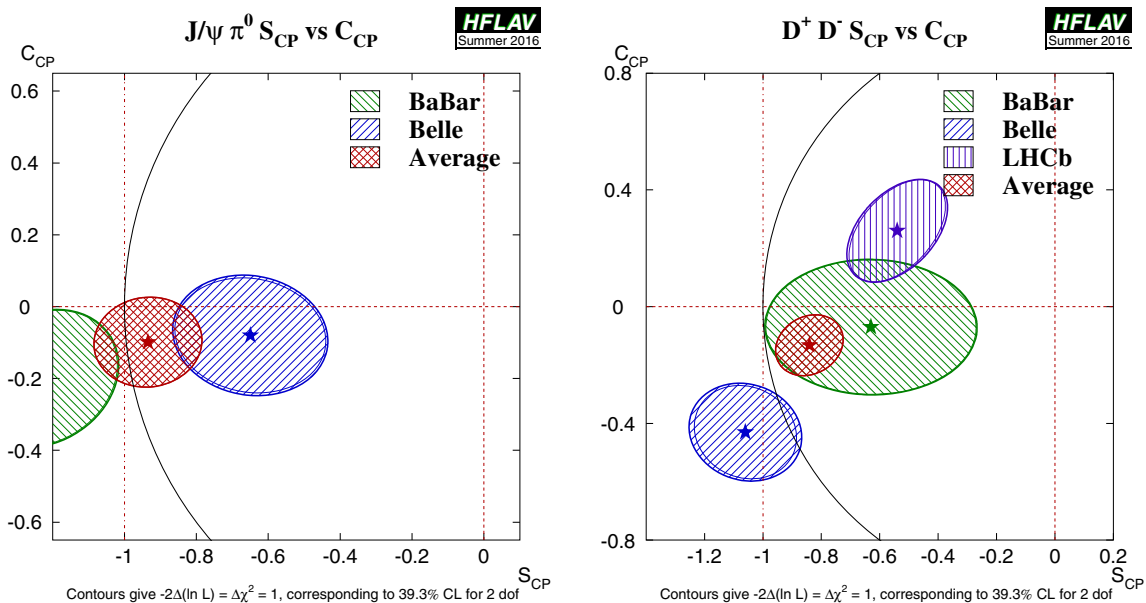 J/ψ π⁰ S_CP vs C_CP
HFLAV
Summer 2016
C_CP
BaBar
Belle
Average
0.6
0.4
0.2
0
-0.2
-0.4
-0.6
-1
-0.8
-0.6
-0.4
-0.2
0
S_CP
Contours give -2Δ(ln L) = Δχ² = 1, corresponding to 39.3% CL for 2 dof
D⁺ D⁻ S_CP vs C_CP
HFLAV
Summer 2016
C_CP
BaBar
Belle
LHCb
Average
0.8
0.4
0
-0.4
-0.8
-1.2
-1
-0.8
-0.6
-0.4
-0.2
0
0.2
S_CP
Contours give -2Δ(ln L) = Δχ² = 1, corresponding to 39.3% CL for 2 dof